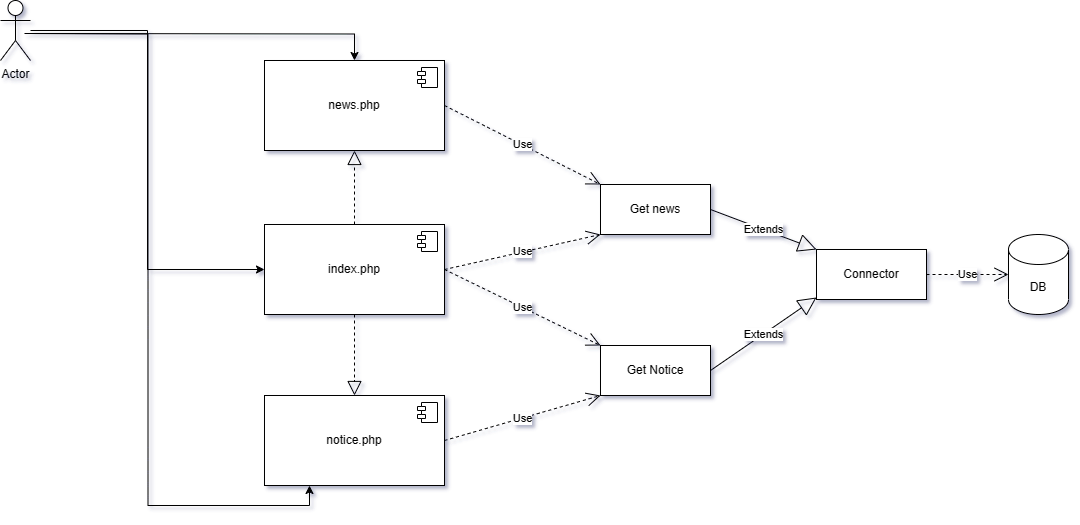 Actor
news.php
Use
Get news
Extends
index.php
Use
Use
Connector
Use
DB
Get Notice
Extends
notice.php
Use